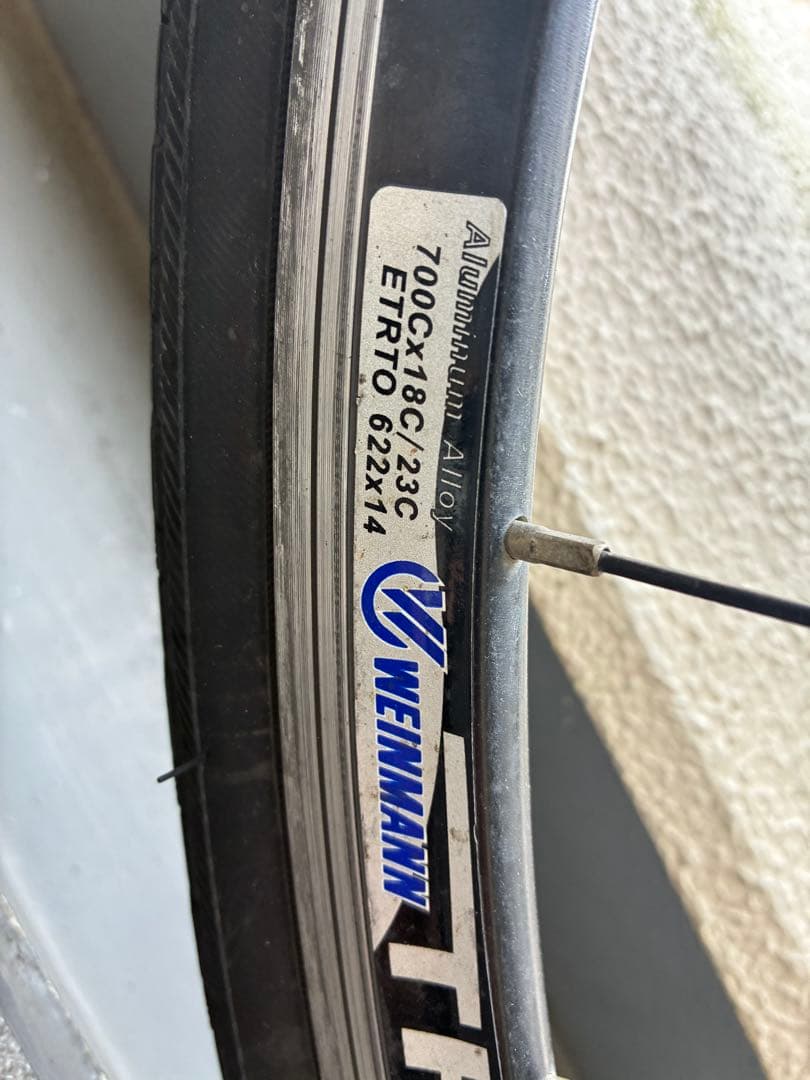 Aluminum Alloy
700Cx18C/23C
ETRTO 622x14
WEINMANN